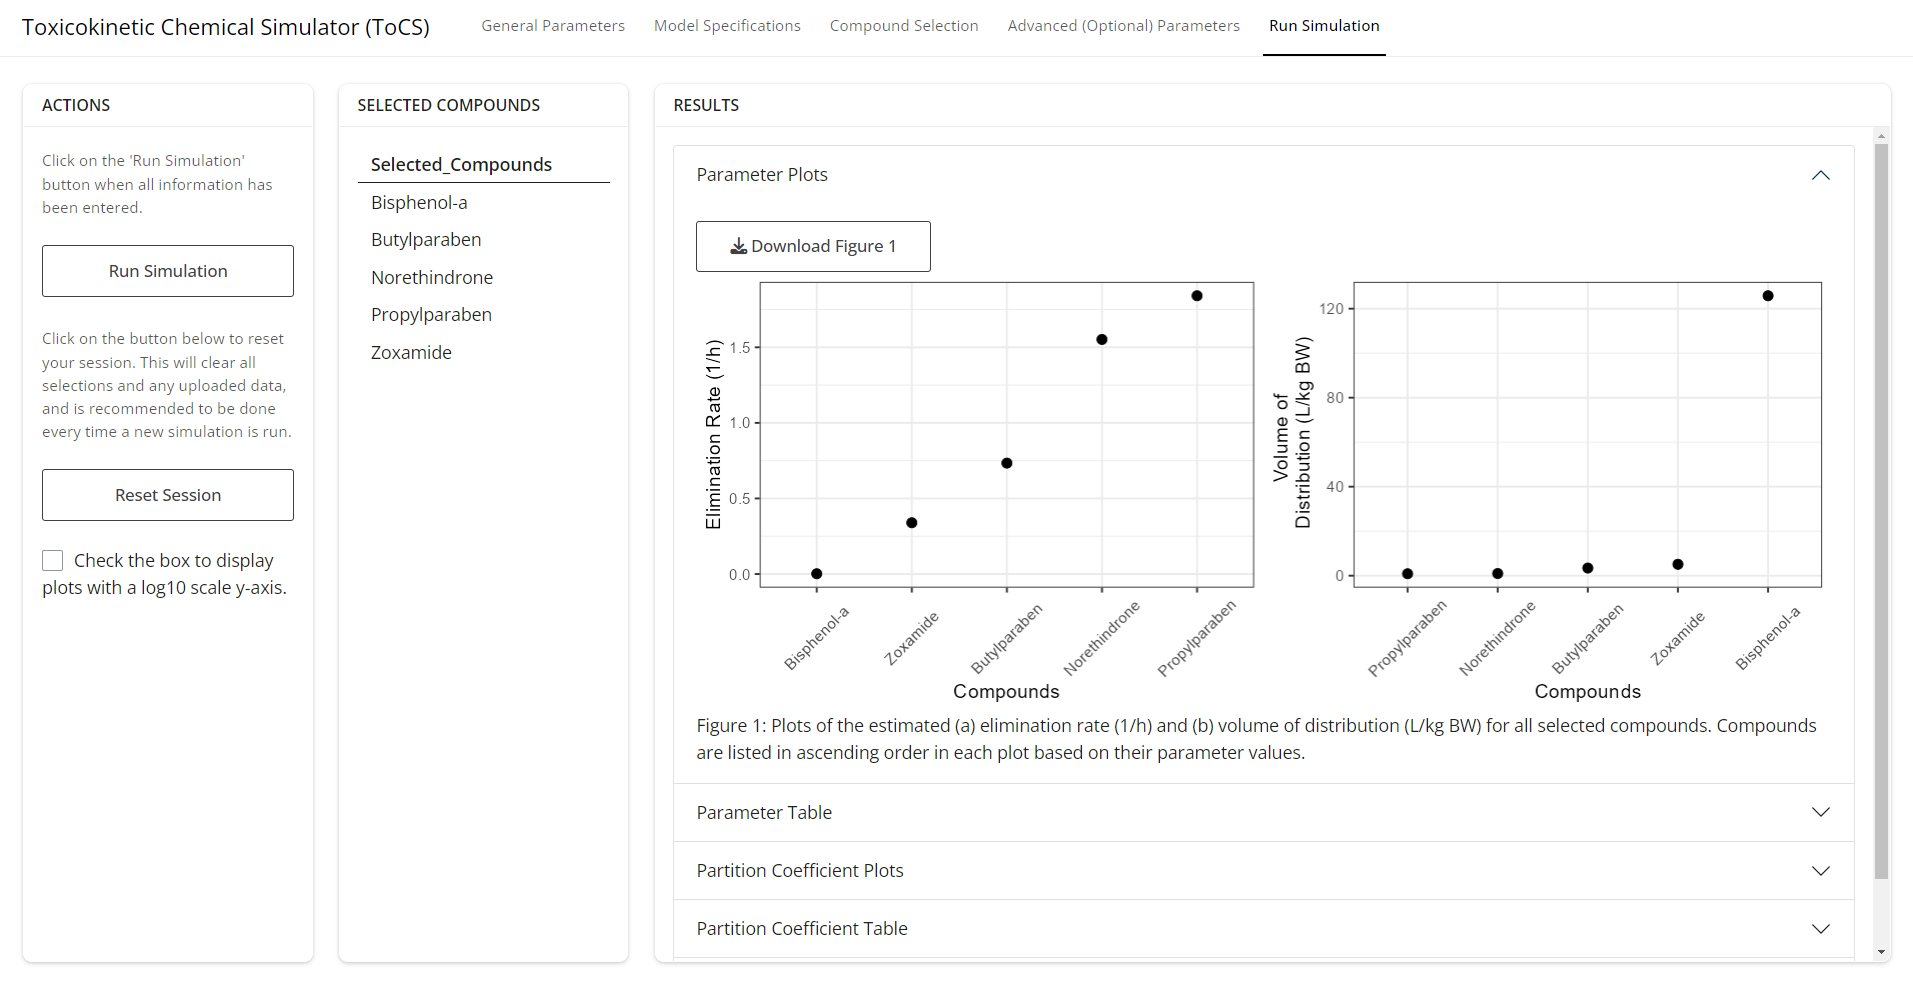 Toxicokinetic Chemical Simulator (ToCS)
General Parameters
Model Specifications
Compound Selection
Advanced (Optional) Parameters
Run Simulation
ACTIONS
Click on the 'Run Simulation'
button when all information has
been entered.
Run Simulation
Click on the button below to reset
your session. This will clear all
selections and any uploaded data,
and is recommended to be done
every time a new simulation is run.
Reset Session
Check the box to display
plots with a log10 scale y-axis.
SELECTED COMPOUNDS
Selected_Compounds
Bisphenol-a
Butylparaben
Norethindrone
Propylparaben
Zoxamide
RESULTS
Parameter Plots
Download Figure 1
Elimination Rate (1/h)
1.5
1.0
0.5
0.0
Bisphenol-a
Zoxamide
Butylparaben
Norethindrone
Propylparaben
Compounds
Volume of
Distribution (L/kg BW)
120
80
40
0
Propylparaben
Norethindrone
Butylparaben
Zoxamide
Bisphenol-a
Compounds
Figure 1: Plots of the estimated (a) elimination rate (1/h) and (b) volume of distribution (L/kg BW) for all selected compounds. Compounds
are listed in ascending order in each plot based on their parameter values.
Parameter Table
Partition Coefficient Plots
Partition Coefficient Table